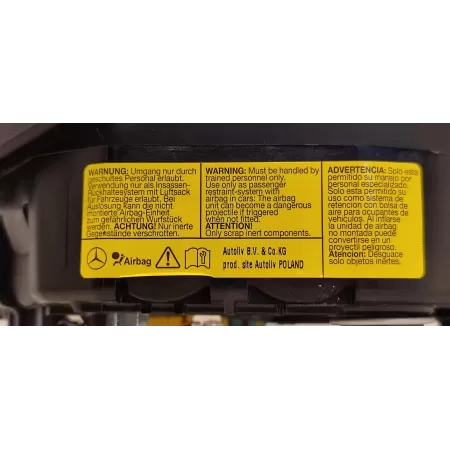 WARNUNG: Umgang nur durch
geschultes Personal erlaubt.
Verwendung nur als Insassen-
Rückhaltesystem mit Luftsack
für Fahrzeuge erlaubt. Bei
Auslösung kann die nicht
montierte Airbag-Einheit
zum gefährlichen Wurfstück
werden. ACHTUNG! Nur inerte
Gegenstände verschrotten.
WARNING: Must be handled by
trained personnel only.
Use only as passenger
restraint-system with
airbag in cars. The airbag
unit can become a dangerous
projectile if triggered
when not fitted.
ATTENTION!
Only scrap inert components.
ADVERTENCIA: Solo esta
permitido su manejo por
personal especializado.
Solo esta permitido su
uso como sistema de
retencion con bolsa de
aire para ocupantes de
vehiculos. Al inflarse
la unidad de airbag
no montada puede
convertirse en un
proyectil peligroso.
Atencion: Desguace
solo objetos inertes.
Airbag
Autoliv B.V. & Co.KG
prod. site Autoliv POLAND